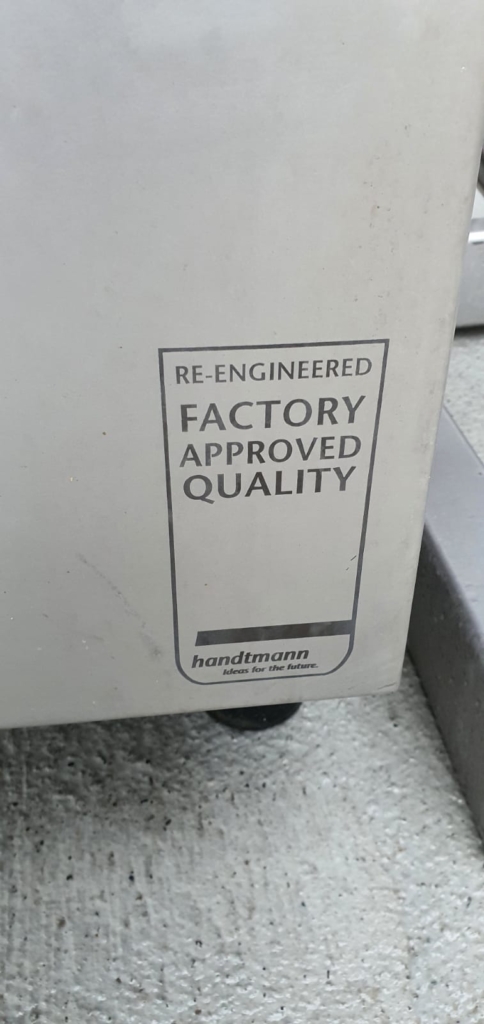 RE-ENGINEERED
FACTORY
APPROVED
QUALITY
handtmann
Ideas for the future.